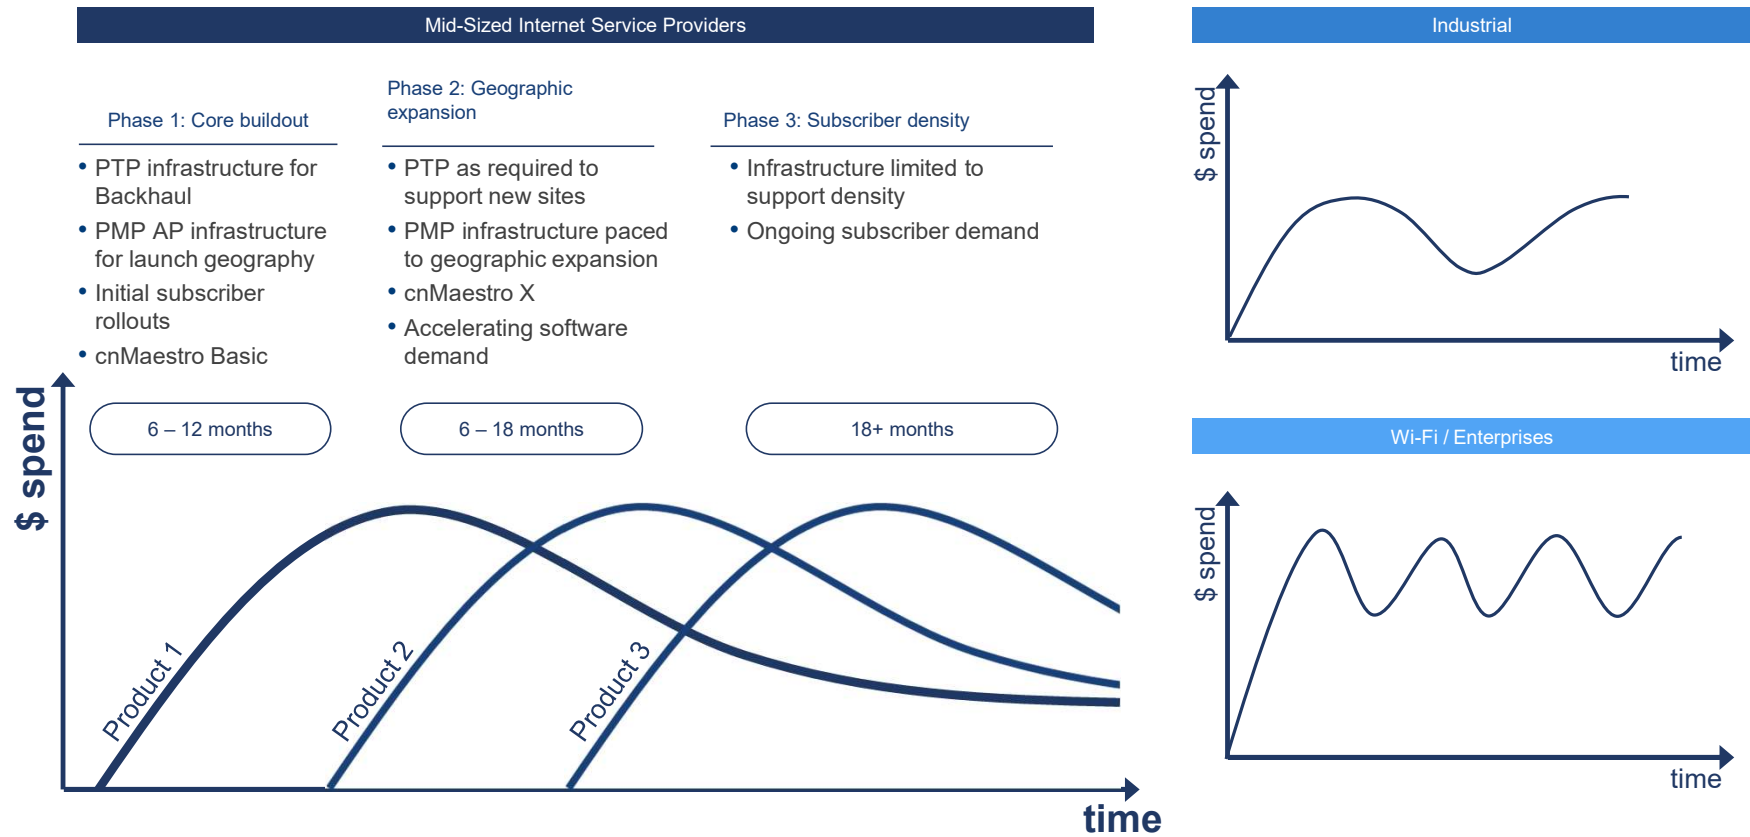 Mid-Sized Internet Service Providers
Phase 1: Core buildout
• PTP infrastructure for
Backhaul
• PMP AP infrastructure
for launch geography
• Initial subscriber
rollouts
• cnMaestro Basic
6 – 12 months
Phase 2: Geographic
expansion
• PTP as required to
support new sites
• PMP infrastructure paced
to geographic expansion
• cnMaestro X
• Accelerating software
demand
6 – 18 months
Phase 3: Subscriber density
• Infrastructure limited to
support density
• Ongoing subscriber demand
18+ months
$ spend
Product 1
Product 2
Product 3
time
Industrial
$ spend
time
Wi-Fi / Enterprises
$ spend
time